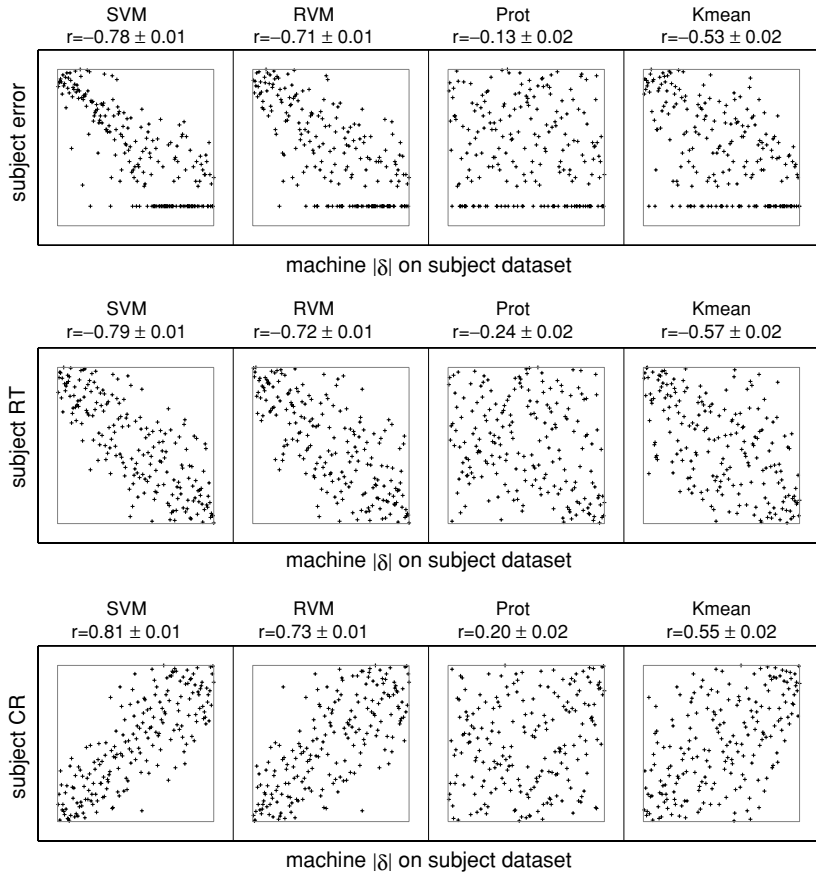 SVM RVM Prot Kmean
r=−0.78 ± 0.01 r=−0.71 ± 0.01 r=−0.13 ± 0.02 r=−0.53 ± 0.02
subject error
machine |δ| on subject dataset
SVM RVM Prot Kmean
r=−0.79 ± 0.01 r=−0.72 ± 0.01 r=−0.24 ± 0.02 r=−0.57 ± 0.02
subject RT
machine |δ| on subject dataset
SVM RVM Prot Kmean
r=0.81 ± 0.01 r=0.73 ± 0.01 r=0.20 ± 0.02 r=0.55 ± 0.02
subject CR
machine |δ| on subject dataset